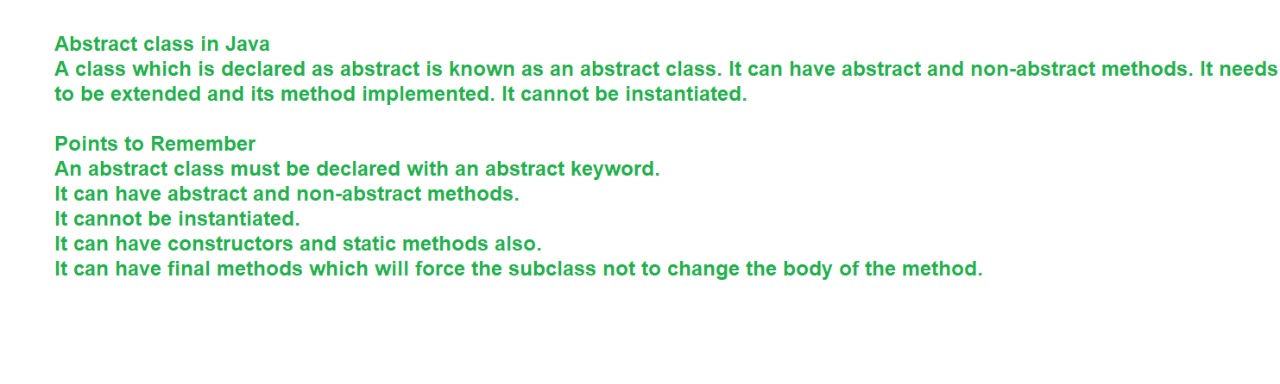 Abstract class in Java
A class which is declared as abstract is known as an abstract class. It can have abstract and non-abstract methods. It needs
to be extended and its method implemented. It cannot be instantiated.
Points to Remember
An abstract class must be declared with an abstract keyword.
It can have abstract and non-abstract methods.
It cannot be instantiated.
It can have constructors and static methods also.
It can have final methods which will force the subclass not to change the body of the method.